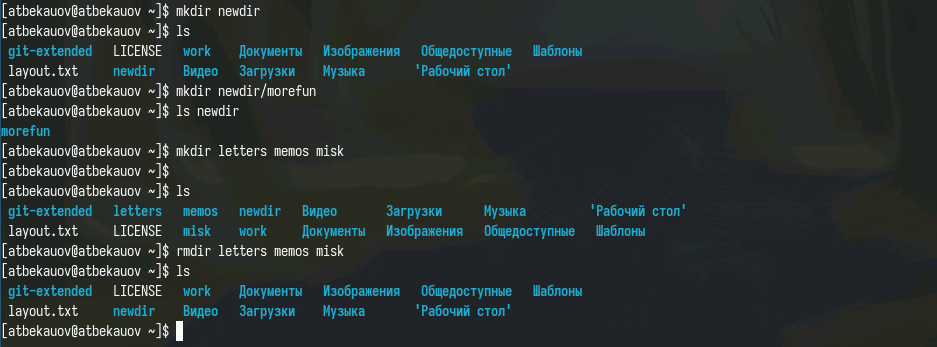 [atbekauov@atbekauov ~]$ mkdir newdir
[atbekauov@atbekauov ~]$ ls
git-extended LICENSE work Документы Изображения Общедоступные Шаблоны
layout.txt newdir Видео Загрузки Музыка 'Рабочий стол'
[atbekauov@atbekauov ~]$ mkdir newdir/morefun
[atbekauov@atbekauov ~]$ ls newdir
morefun
[atbekauov@atbekauov ~]$ mkdir letters memos misk
[atbekauov@atbekauov ~]$
[atbekauov@atbekauov ~]$ ls
git-extended letters memos newdir Видео Загрузки Музыка 'Рабочий стол'
layout.txt LICENSE misk work Документы Изображения Общедоступные Шаблоны
[atbekauov@atbekauov ~]$ rmdir letters memos misk
[atbekauov@atbekauov ~]$ ls
git-extended LICENSE work Документы Изображения Общедоступные Шаблоны
layout.txt newdir Видео Загрузки Музыка 'Рабочий стол'
[atbekauov@atbekauov ~]$